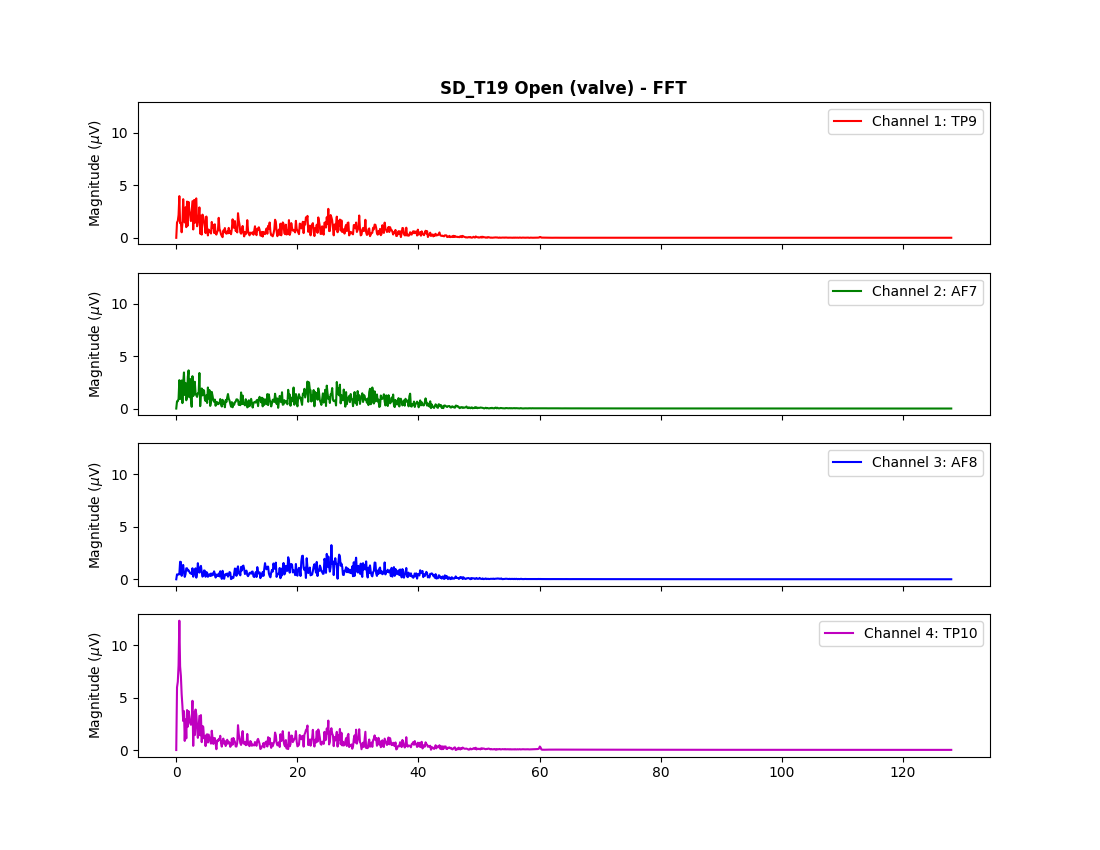 SD_T19 Open (valve) - FFT
Magnitude (μV)
10
5
0
Channel 1: TP9
Magnitude (μV)
10
5
0
Channel 2: AF7
Magnitude (μV)
10
5
0
Channel 3: AF8
Magnitude (μV)
10
5
0
Channel 4: TP10
0 20 40 60 80 100 120